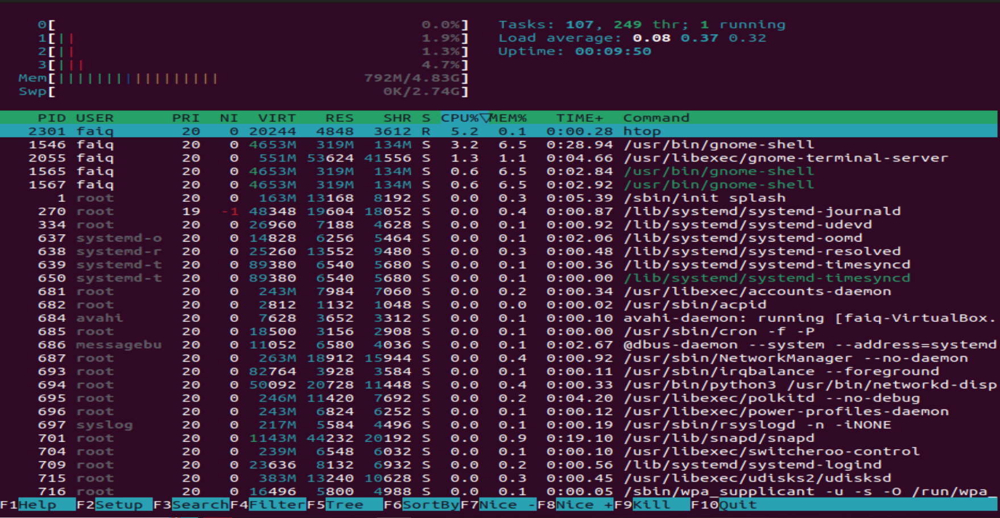 0[ 0.0%] Tasks: 107, 249 thr; 1 running
1[|| 1.9%] Load average: 0.08 0.37 0.32
2[|| 1.3%] Uptime: 00:09:50
3[||| 4.7%]
Mem[||||||||||||||||| 792M/4.83G]
Swp[ 0K/2.74G]
PID USER PRI NI VIRT RES SHR S CPU%▽MEM% TIME+ Command
2301 faiq 20 0 20244 4848 3612 R 5.2 0.1 0:00.28 htop
1546 faiq 20 0 4653M 319M 134M S 3.2 6.5 0:28.94 /usr/bin/gnome-shell
2055 faiq 20 0 551M 53624 41556 S 1.3 1.1 0:04.66 /usr/libexec/gnome-terminal-server
1565 faiq 20 0 4653M 319M 134M S 0.6 6.5 0:02.84 /usr/bin/gnome-shell
1567 faiq 20 0 4653M 319M 134M S 0.6 6.5 0:02.92 /usr/bin/gnome-shell
1 root 20 0 163M 13168 8192 S 0.0 0.3 0:05.39 /sbin/init splash
270 root 19 -1 48348 19604 18052 S 0.0 0.4 0:00.87 /lib/systemd/systemd-journald
334 root 20 0 26960 7188 4628 S 0.0 0.1 0:00.92 /lib/systemd/systemd-udevd
637 systemd-o 20 0 14828 6256 5464 S 0.0 0.1 0:02.06 /lib/systemd/systemd-oomd
638 systemd-r 20 0 25260 13552 9480 S 0.0 0.3 0:00.48 /lib/systemd/systemd-resolved
639 systemd-t 20 0 89380 6540 5680 S 0.0 0.1 0:00.36 /lib/systemd/systemd-timesyncd
650 systemd-t 20 0 89380 6540 5680 S 0.0 0.1 0:00.00 /lib/systemd/systemd-timesyncd
681 root 20 0 243M 7984 7060 S 0.0 0.2 0:00.34 /usr/libexec/accounts-daemon
682 root 20 0 2812 1132 1048 S 0.0 0.0 0:00.02 /usr/sbin/acpid
684 avahi 20 0 7628 3652 3312 S 0.0 0.1 0:00.10 avahi-daemon: running [faiq-VirtualBox.
685 root 20 0 18500 3156 2908 S 0.0 0.1 0:00.00 /usr/sbin/cron -f -P
686 messagebu 20 0 11052 6580 4036 S 0.0 0.1 0:02.67 @dbus-daemon --system --address=systemd
687 root 20 0 263M 18912 15944 S 0.0 0.4 0:00.92 /usr/sbin/NetworkManager --no-daemon
693 root 20 0 82764 3928 3584 S 0.0 0.1 0:00.11 /usr/sbin/irqbalance --foreground
694 root 20 0 50092 20728 11448 S 0.0 0.4 0:00.33 /usr/bin/python3 /usr/bin/networkd-disp
695 root 20 0 246M 11420 7692 S 0.0 0.2 0:04.20 /usr/libexec/polkitd --no-debug
696 root 20 0 243M 6824 6252 S 0.0 0.1 0:00.12 /usr/libexec/power-profiles-daemon
697 syslog 20 0 217M 5584 4496 S 0.0 0.1 0:00.19 /usr/sbin/rsyslogd -n -iNONE
701 root 20 0 1143M 44232 20192 S 0.0 0.9 0:19.10 /usr/lib/snapd/snapd
704 root 20 0 239M 6548 6032 S 0.0 0.1 0:00.10 /usr/libexec/switcheroo-control
709 root 20 0 23636 8132 6932 S 0.0 0.2 0:00.56 /lib/systemd/systemd-logind
715 root 20 0 383M 13240 10628 S 0.0 0.3 0:00.45 /usr/libexec/udisks2/udisksd
716 root 20 0 16496 5800 4988 S 0.0 0.1 0:00.05 /sbin/wpa_supplicant -u -s -O /run/wpa_
F1Help F2Setup F3SearchF4FilterF5Tree F6SortByF7Nice -F8Nice +F9Kill F10Quit